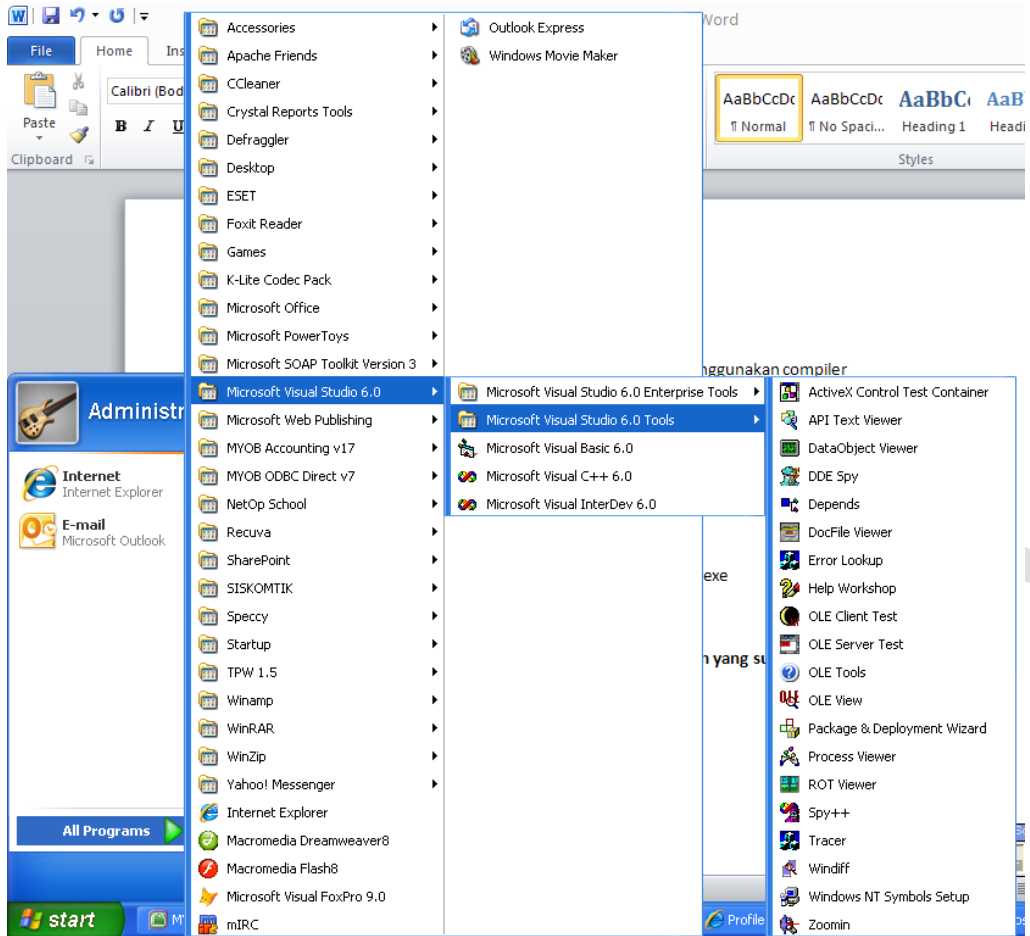 Word
File
Home
Ins
Calibri (Bod
Paste
B I U
Clipboard
AaBbCcDc AaBbCcDc AaBbC AaB
¶ Normal ¶ No Spaci... Heading 1 Headi
Styles
Accessories
Apache Friends
CCleaner
Crystal Reports Tools
Defraggler
Desktop
ESET
Foxit Reader
Games
K-Lite Codec Pack
Microsoft Office
Microsoft PowerToys
Microsoft SOAP Toolkit Version 3
Microsoft Visual Studio 6.0
Microsoft Web Publishing
MYOB Accounting v17
MYOB ODBC Direct v7
NetOp School
Recuva
SharePoint
SISKOMTIK
Speccy
Startup
TPW 1.5
Winamp
WinRAR
WinZip
Yahoo! Messenger
Internet Explorer
Macromedia Dreamweaver8
Macromedia Flash8
Microsoft Visual FoxPro 9.0
mIRC
Outlook Express
Windows Movie Maker
Microsoft Visual Studio 6.0 Enterprise Tools
Microsoft Visual Studio 6.0 Tools
Microsoft Visual Basic 6.0
Microsoft Visual C++ 6.0
Microsoft Visual InterDev 6.0
ActiveX Control Test Container
API Text Viewer
DataObject Viewer
DDE Spy
Depends
DocFile Viewer
Error Lookup
Help Workshop
OLE Client Test
OLE Server Test
OLE Tools
OLE View
Package & Deployment Wizard
Process Viewer
ROT Viewer
Spy++
Tracer
Windiff
Windows NT Symbols Setup
Zoomin
nggunakan compiler
exe
n yang su
Administr
Internet
Internet Explorer
E-mail
Microsoft Outlook
All Programs
start
M
Profile